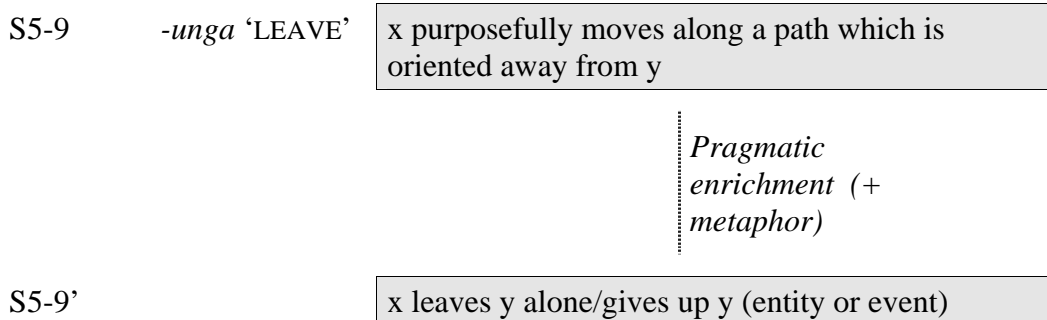 S5-9 -unga ‘LEAVE’ x purposefully moves along a path which is
oriented away from y
Pragmatic
enrichment (+
metaphor)
S5-9’ x leaves y alone/gives up y (entity or event)